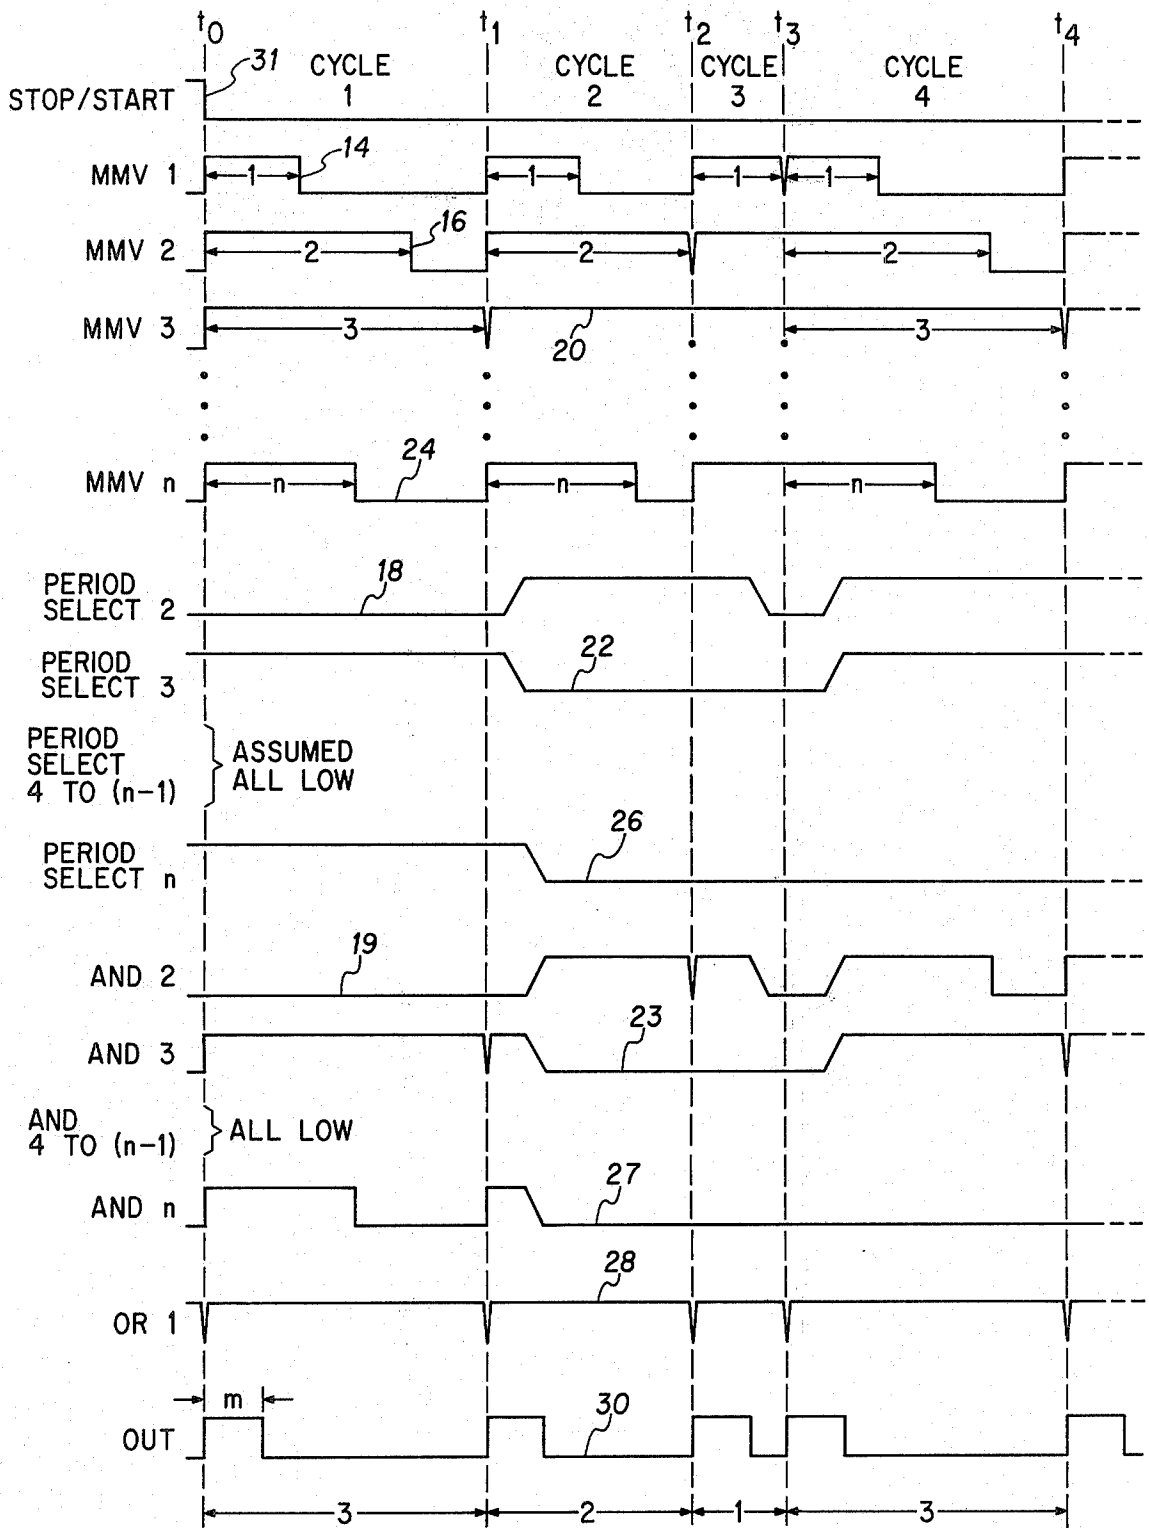 t0 t1 t2 t3 t4
31 CYCLE 1 CYCLE 2 CYCLE 3 CYCLE 4
STOP/START
MMV 1 1 14 1 1 1
MMV 2 2 16 2 2
MMV 3 3 20 3
MMV n n 24 n n
PERIOD SELECT 2 18
PERIOD SELECT 3 22
PERIOD SELECT 4 TO (n-1) ASSUMED ALL LOW
PERIOD SELECT n 26
AND 2 19
AND 3 23
AND 4 TO (n-1) ALL LOW
AND n 27
OR 1 28
m
OUT 30
3 2 1 3